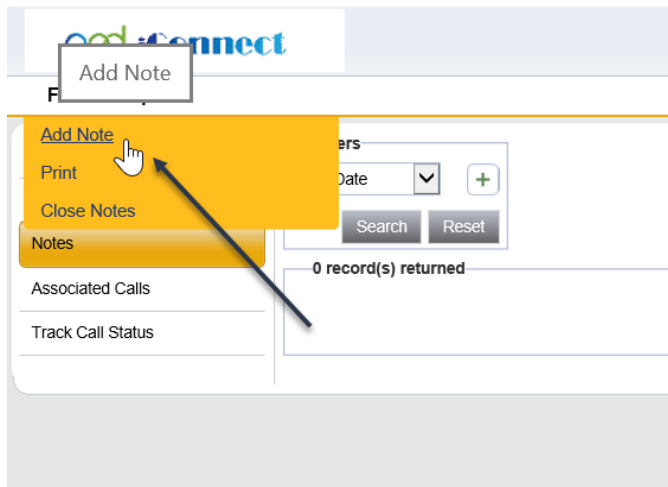 iConnect
Add Note
F
Add Note
Print
Close Notes
ers
Date
+
Search Reset
Notes
0 record(s) returned
Associated Calls
Track Call Status